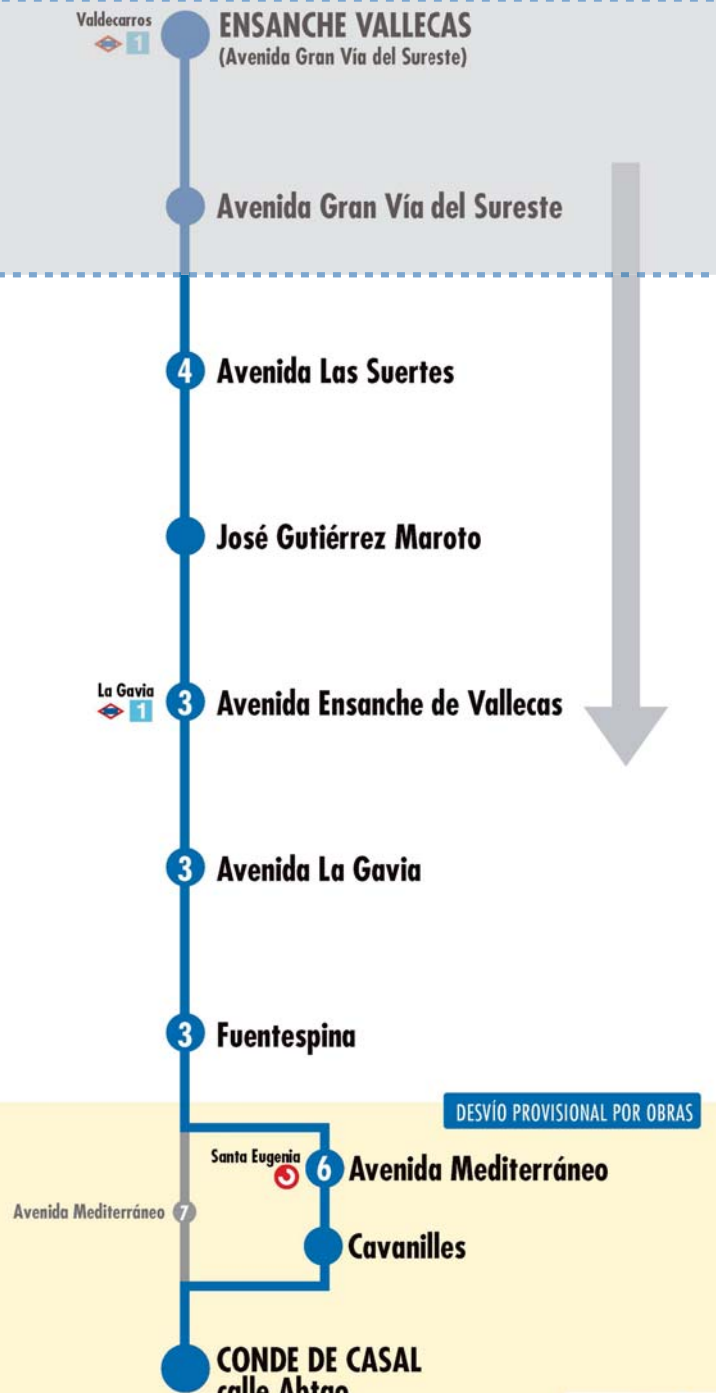 Valdecarros
1
ENSANCHE VALLECAS
(Avenida Gran Vía del Sureste)
Avenida Gran Vía del Sureste
4 Avenida Las Suertes
José Gutiérrez Maroto
La Gavia
1
3 Avenida Ensanche de Vallecas
3 Avenida La Gavia
3 Fuentespina
DESVÍO PROVISIONAL POR OBRAS
Santa Eugenia
6 Avenida Mediterráneo
Avenida Mediterráneo 7
Cavanilles
CONDE DE CASAL
calle Abtao